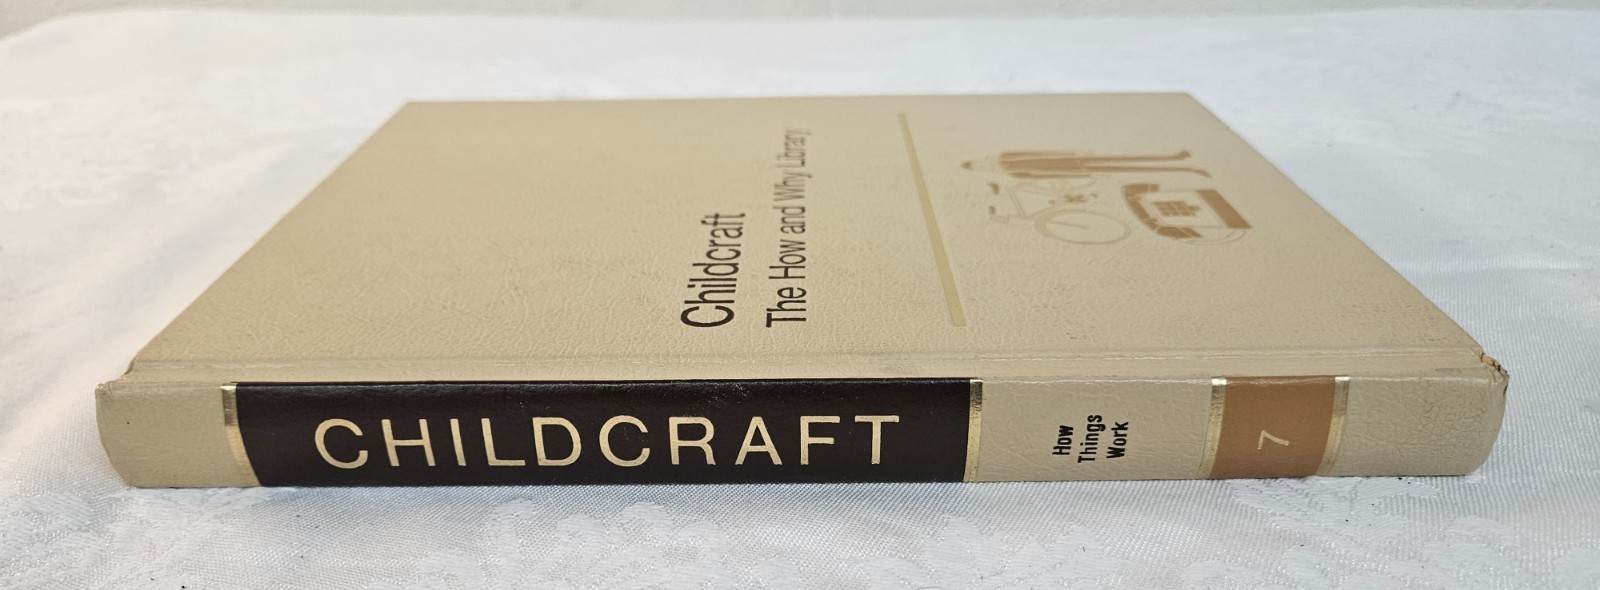 Childcraft
The How and Why Library
CHILDCRAFT
How
Things
Work
7